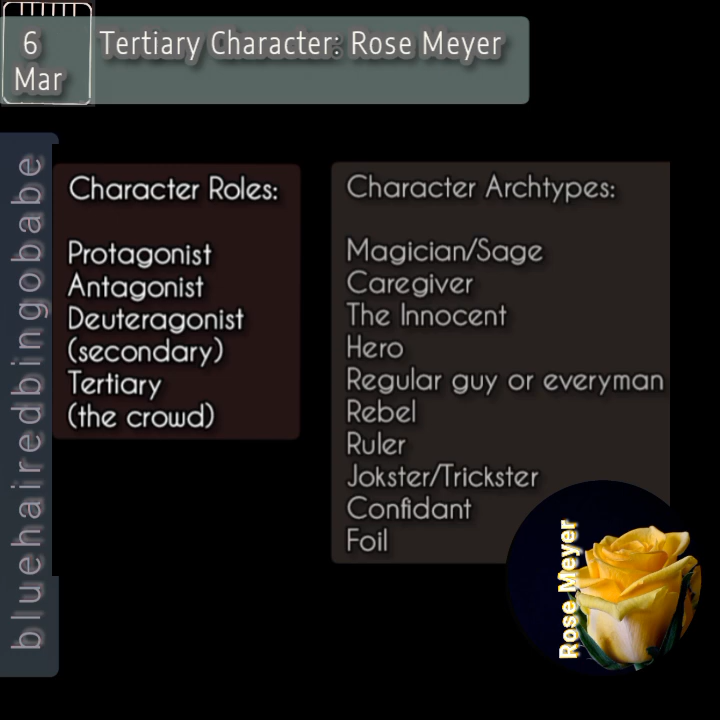 6
Mar
Tertiary Character: Rose Meyer
bluehairedbingobabe
Character Roles:
Protagonist
Antagonist
Deuteragonist
(secondary)
Tertiary
(the crowd)
Character Archtypes:
Magician/Sage
Caregiver
The Innocent
Hero
Regular guy or everyman
Rebel
Ruler
Jokster/Trickster
Confidant
Foil
Rose Meyer